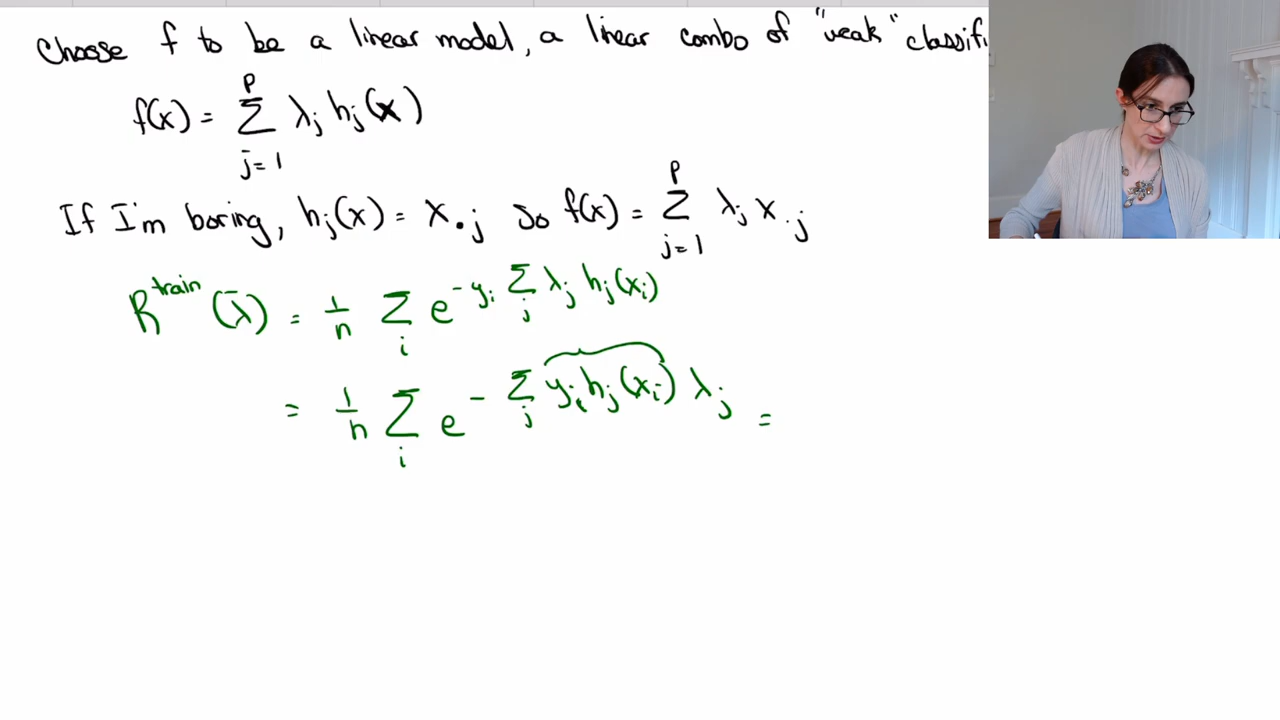 Choose f to be a linear model, a linear combo of "weak" classifi
f(x) = Σ_{j=1}^{p} λ_j h_j(x)
If I'm boring, h_j(x) = x_{·j} so f(x) = Σ_{j=1}^{p} λ_j x_{·j}
R^{train}(λ̄) = 1/n Σ_i e^{-y_i Σ_j λ_j h_j(x_i)}
= 1/n Σ_i e^{-Σ_j y_i h_j(x_i) λ_j} =